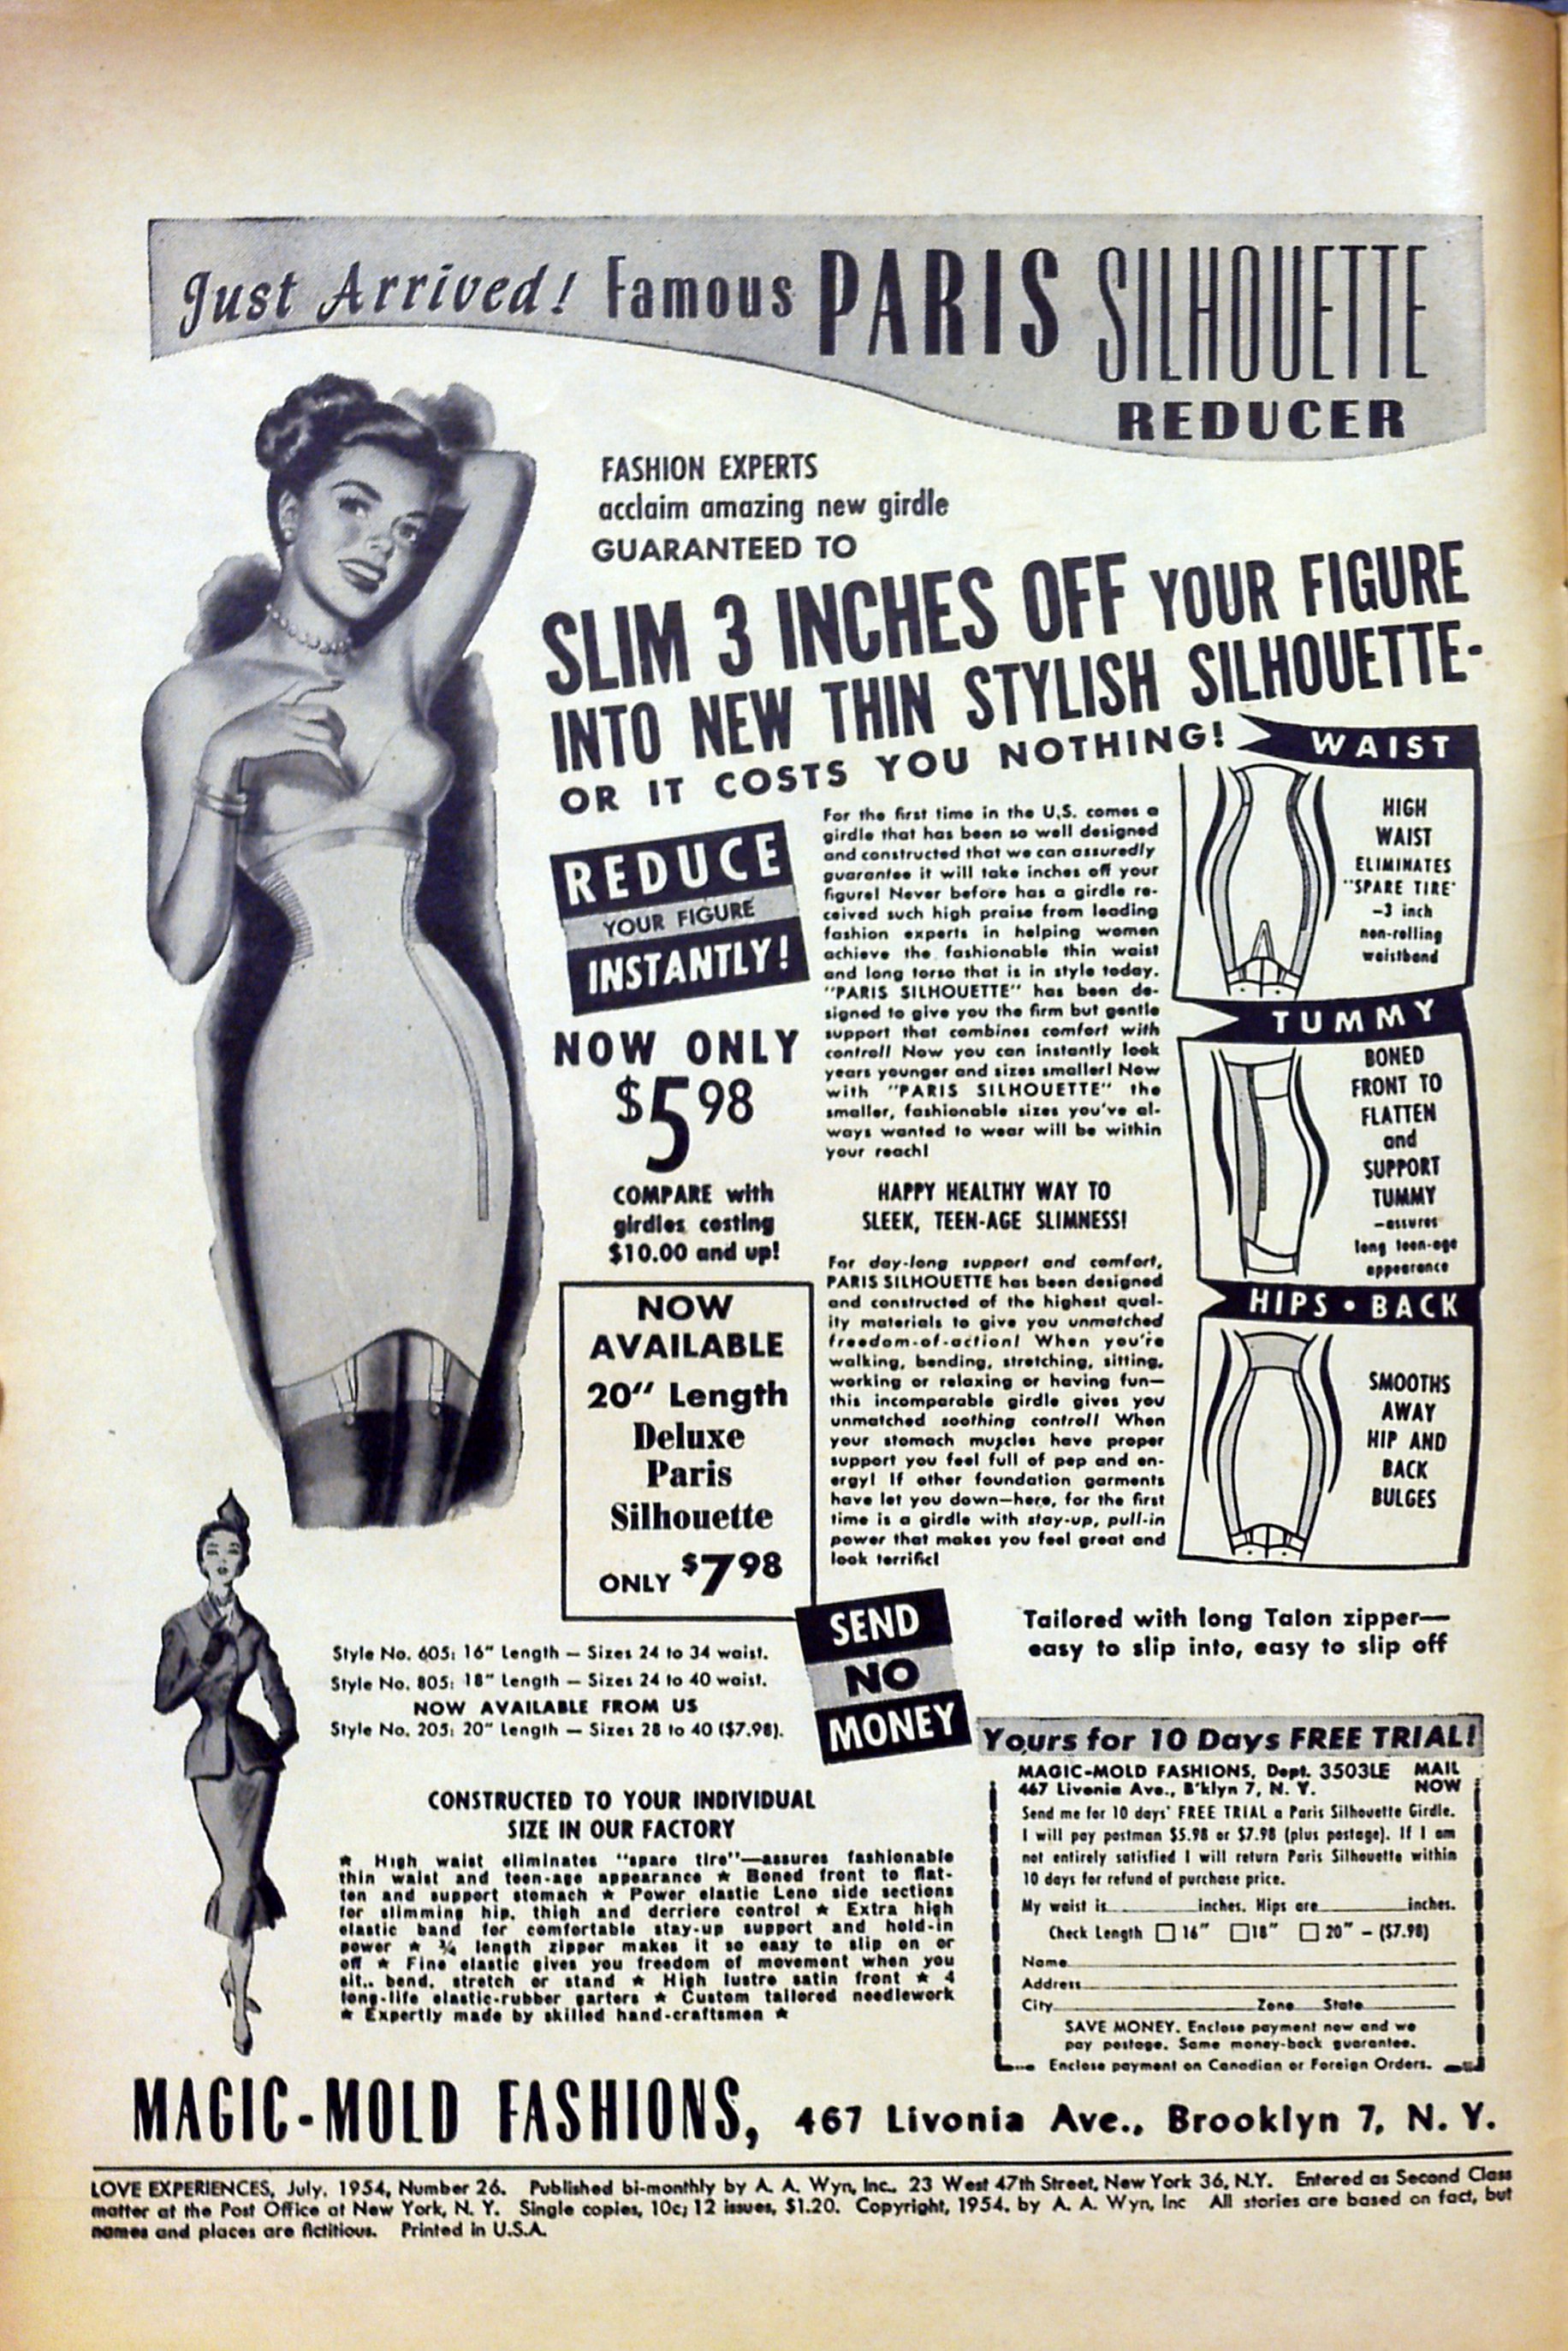 Just Arrived! Famous PARIS SILHOUETTE
REDUCER
FASHION EXPERTS
acclaim amazing new girdle
GUARANTEED TO
SLIM 3 INCHES OFF YOUR FIGURE
INTO NEW THIN STYLISH SILHOUETTE-
OR IT COSTS YOU NOTHING!
REDUCE
YOUR FIGURE
INSTANTLY!
NOW ONLY
$5 98
COMPARE with
girdles costing
$10.00 and up!
NOW
AVAILABLE
20" Length
Deluxe
Paris
Silhouette
ONLY $7 98
For the first time in the U.S. comes a
girdle that has been so well designed
and constructed that we can assuredly
guarantee it will take inches off your
figure! Never before has a girdle re-
ceived such high praise from leading
fashion experts in helping women
achieve the fashionable thin waist
and long torso that is in style today.
"PARIS SILHOUETTE" has been de-
signed to give you the firm but gentle
support that combines comfort with
control! Now you can instantly look
years younger and sizes smaller! Now
with "PARIS SILHOUETTE" the
smaller, fashionable sizes you've al-
ways wanted to wear will be within
your reach!
HAPPY HEALTHY WAY TO
SLEEK, TEEN-AGE SLIMNESS!
For day-long support and comfort,
PARIS SILHOUETTE has been designed
and constructed of the highest qual-
ity materials to give you unmatched
freedom-of-action! When you're
walking, bending, stretching, sitting,
working or relaxing or having fun—
this incomparable girdle gives you
unmatched soothing control! When
your stomach muscles have proper
support you feel full of pep and en-
ergy! If other foundation garments
have let you down—here, for the first
time is a girdle with stay-up, pull-in
power that makes you feel great and
look terrific!
WAIST
HIGH
WAIST
ELIMINATES
"SPARE TIRE"
—3 inch
non-rolling
waistband
TUMMY
BONED
FRONT TO
FLATTEN
and
SUPPORT
TUMMY
—assures
long teen-age
appearance
HIPS • BACK
SMOOTHS
AWAY
HIP AND
BACK
BULGES
Style No. 605: 16" Length — Sizes 24 to 34 waist.
Style No. 805: 18" Length — Sizes 24 to 40 waist.
NOW AVAILABLE FROM US
Style No. 205: 20" Length — Sizes 28 to 40 ($7.98).
SEND
NO
MONEY
Tailored with long Talon zipper—
easy to slip into, easy to slip off
CONSTRUCTED TO YOUR INDIVIDUAL
SIZE IN OUR FACTORY
★ High waist eliminates "spare tire"—assures fashionable
thin waist and teen-age appearance ★ Boned front to flat-
ten and support stomach ★ Power elastic Leno side sections
for slimming hip, thigh and derriere control ★ Extra high
elastic band for comfortable stay-up support and hold-in
power ★ ¾ length zipper makes it so easy to slip on or
off ★ Fine elastic gives you freedom of movement when you
sit, bend, stretch or stand ★ High lustre satin front ★ 4
long-life elastic-rubber garters ★ Custom tailored needlework
★ Expertly made by skilled hand-craftsmen ★
Yours for 10 Days FREE TRIAL!
MAGIC-MOLD FASHIONS, Dept. 3503LE MAIL
467 Livonia Ave., B'klyn 7, N. Y. NOW
Send me for 10 days' FREE TRIAL a Paris Silhouette Girdle.
I will pay postman $5.98 or $7.98 (plus postage). If I am
not entirely satisfied I will return Paris Silhouette within
10 days for refund of purchase price.
My waist is inches. Hips are inches.
Check Length □ 16" □ 18" □ 20" — ($7.98)
Name
Address
City Zone State
SAVE MONEY. Enclose payment now and we
pay postage. Same money-back guarantee.
Enclose payment on Canadian or Foreign Orders.
MAGIC-MOLD FASHIONS, 467 Livonia Ave., Brooklyn 7, N. Y.
LOVE EXPERIENCES, July, 1954, Number 26. Published bi-monthly by A. A. Wyn, Inc., 23 West 47th Street, New York 36, N.Y. Entered as Second Class
matter at the Post Office at New York, N. Y. Single copies, 10c; 12 issues, $1.20. Copyright, 1954, by A. A. Wyn, Inc All stories are based on fact, but
names and places are fictitious. Printed in U.S.A.